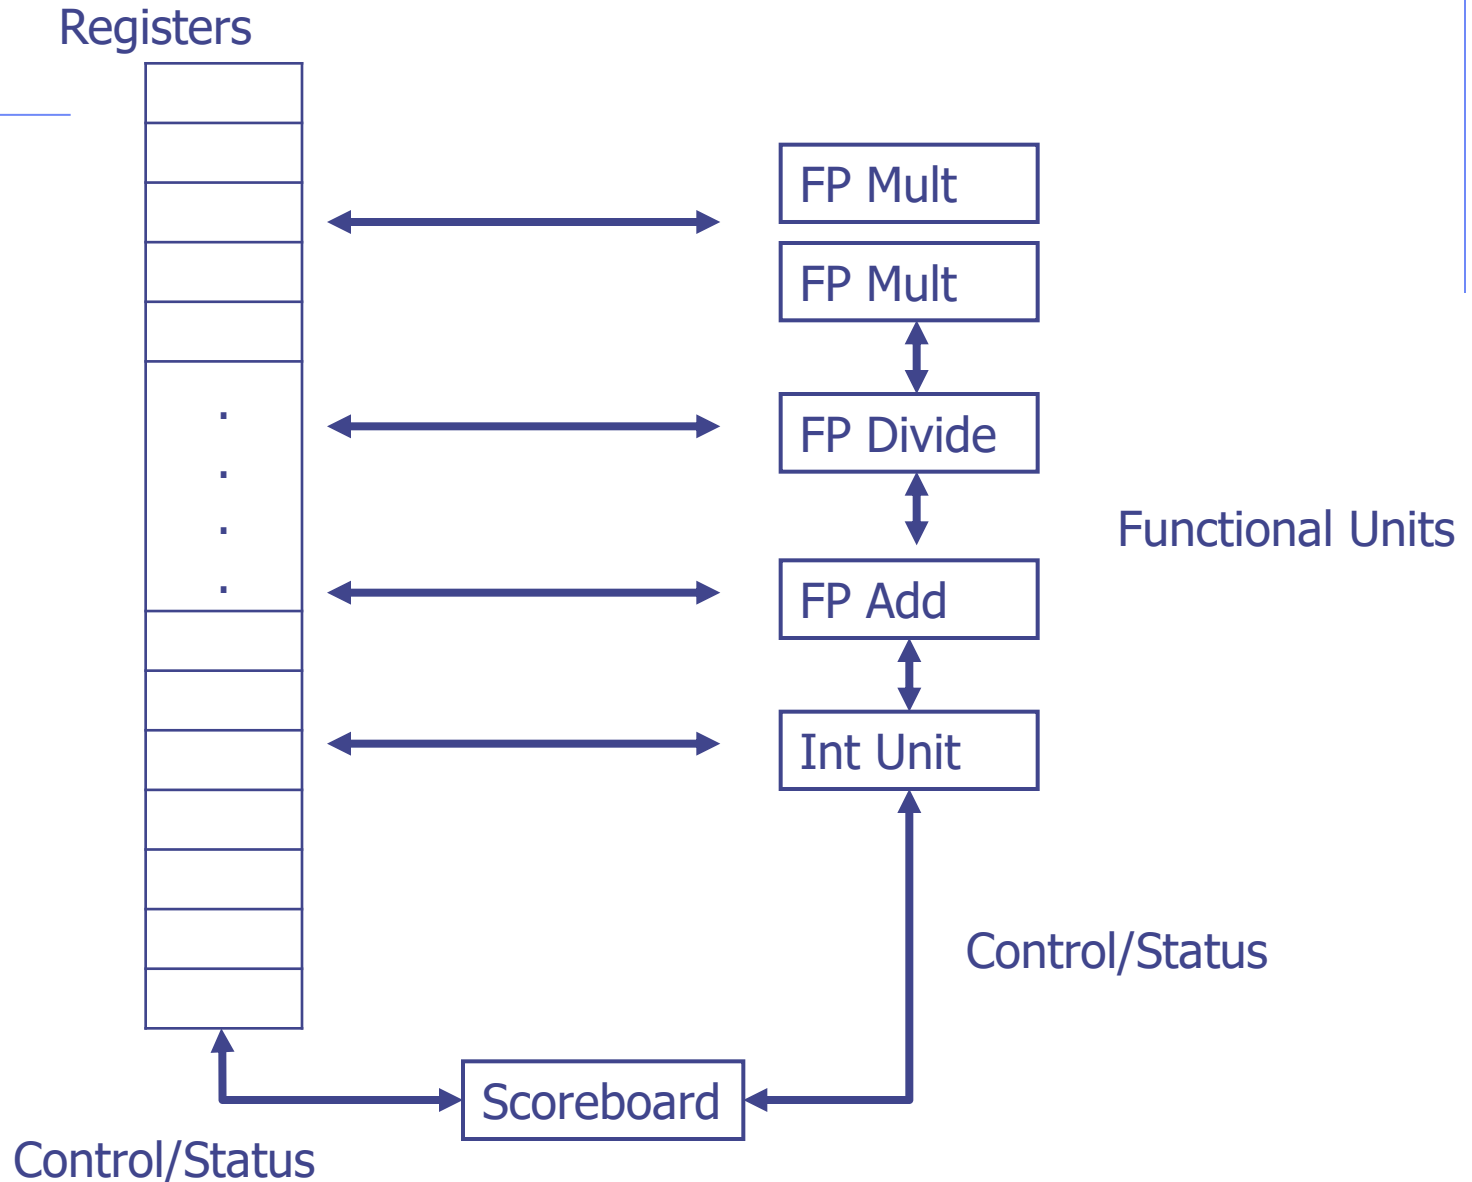 Registers
FP Mult
FP Mult
.
FP Divide
.
.
Functional Units
.
FP Add
Int Unit
Control/Status
Scoreboard
Control/Status